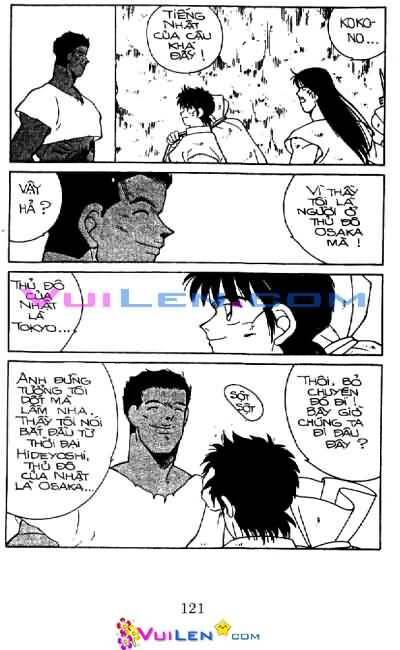 KOKO-
NO...
TIẾNG
NHẬT
CỦA CẬU
KHÁ
ĐẤY !
VÌ THẦY
TÔI LÀ
NGƯỜI Ở
THỦ ĐÔ
OSAKA
MÀ !
VẬY
HẢ ?
THỦ ĐÔ
CỦA
NHẬT
LÀ
TOKYO...
VuiLen.com
THÔI, BỎ
CHUYỆN
ĐÓ ĐI !
BÂY GIỜ
CHÚNG TA
ĐI ĐÂU
ĐÂY ?
SỘT
SỘT
ANH ĐỪNG
TƯỞNG TÔI
DỐT MÀ
LẦM NHA.
THẦY TÔI NÓI
BẮT ĐẦU TỪ
THỜI ĐẠI
HIDEYOSHI,
THỦ ĐÔ
CỦA NHẬT
LÀ OSAKA...
121
VuiLen.com